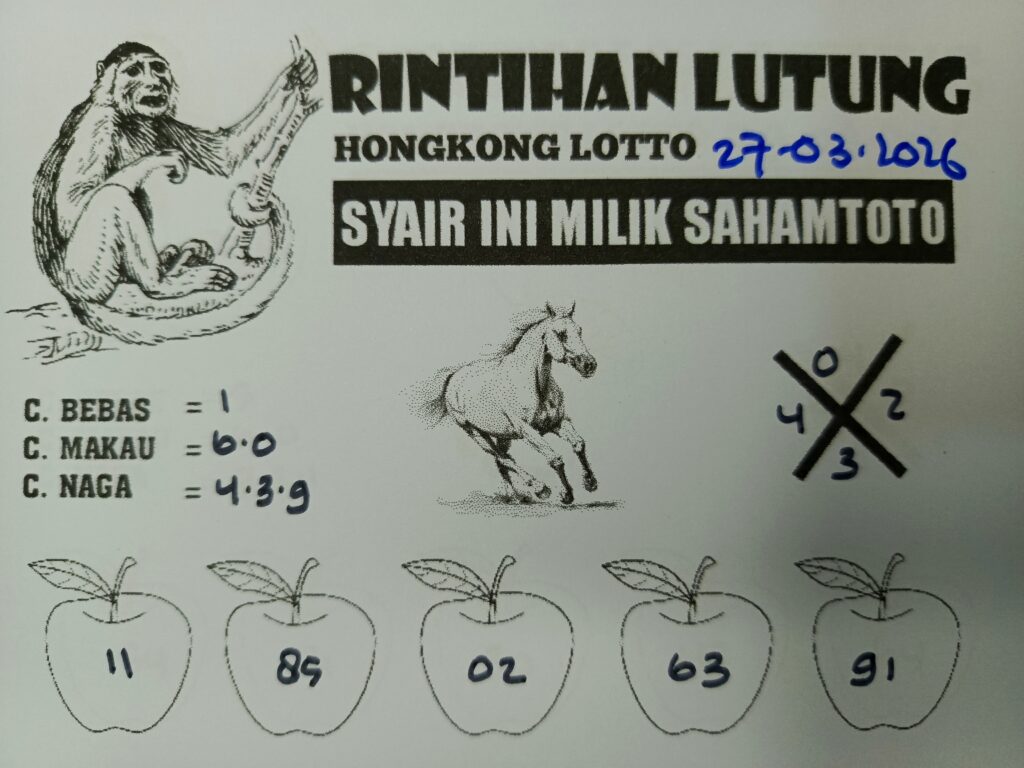 RINTIHAN LUTUNG
HONGKONG LOTTO 27-03.2026
SYAIR INI MILIK SAHAMTOTO
C. BEBAS = 1
C. MAKAU = 6.0
C. NAGA = 4.3.9
0
4 2
3
11 85 02 63 91